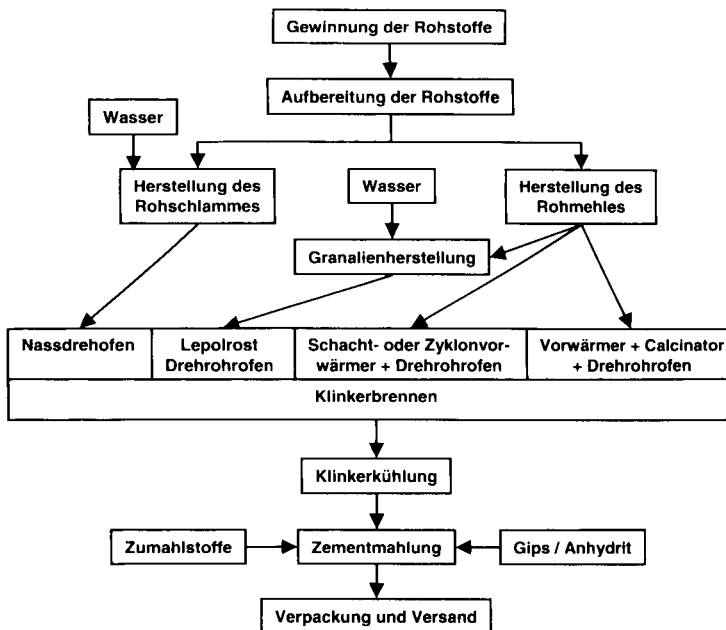 Gewinnung der Rohstoffe
Aufbereitung der Rohstoffe
Wasser
Herstellung des
Rohschlammes
Wasser
Herstellung des
Rohmehles
Granalienherstellung
Nassdrehofen
Lepolrost
Drehrohrofen
Schacht- oder Zyklonvor-
wärmer + Drehrohrofen
Vorwärmer + Calcinator
+ Drehrohrofen
Klinkerbrennen
Klinkerkühlung
Zumahlstoffe
Zementmahlung
Gips / Anhydrit
Verpackung und Versand